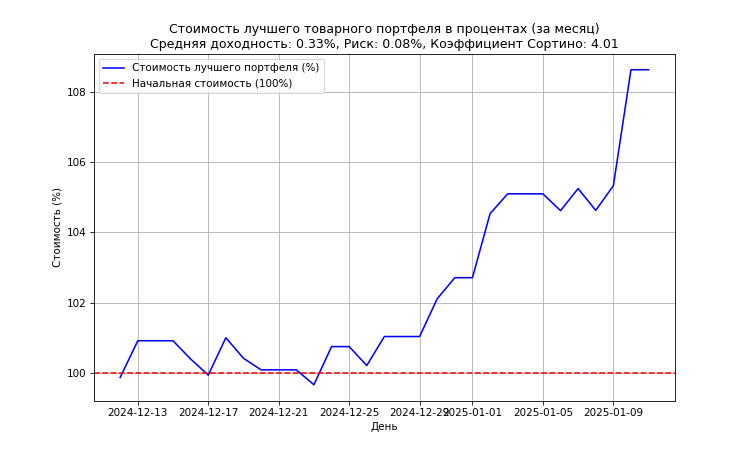 Стоимость лучшего товарного портфеля в процентах (за месяц)
Средняя доходность: 0.33%, Риск: 0.08%, Коэффициент Сортино: 4.01
Стоимость лучшего портфеля (%)
Начальная стоимость (100%)
Стоимость (%)
108
106
104
102
100
2024-12-13
2024-12-17
2024-12-21
2024-12-25
2024-12-29
2025-01-01
2025-01-05
2025-01-09
День